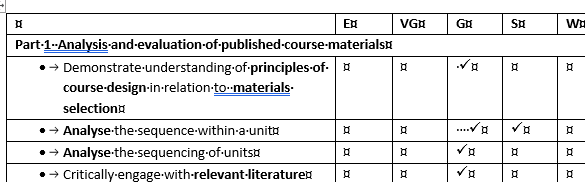 E VG G S W
Part 1 Analysis and evaluation of published course materials
• Demonstrate understanding of principles of ✓
course design in relation to materials
selection
• Analyse the sequence within a unit ....✓ ✓
• Analyse the sequencing of units ✓
• Critically engage with relevant literature ✓